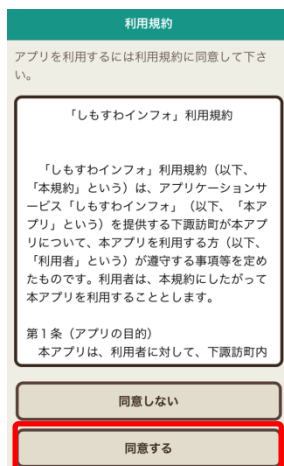 利用規約
アプリを利用するには利用規約に同意して下さ
い。
「しもすわインフォ」利用規約
「しもすわインフォ」利用規約（以下、
「本規約」という）は、アプリケーションサ
ービス「しもすわインフォ」（以下、「本ア
プリ」という）を提供する下諏訪町が本アプ
リについて、本アプリを利用する方（以下、
「利用者」という）が遵守する事項等を定め
たものです。利用者は、本規約にしたがって
本アプリを利用することとします。
第1条（アプリの目的）
本アプリは、利用者に対して、下諏訪町内
同意しない
同意する